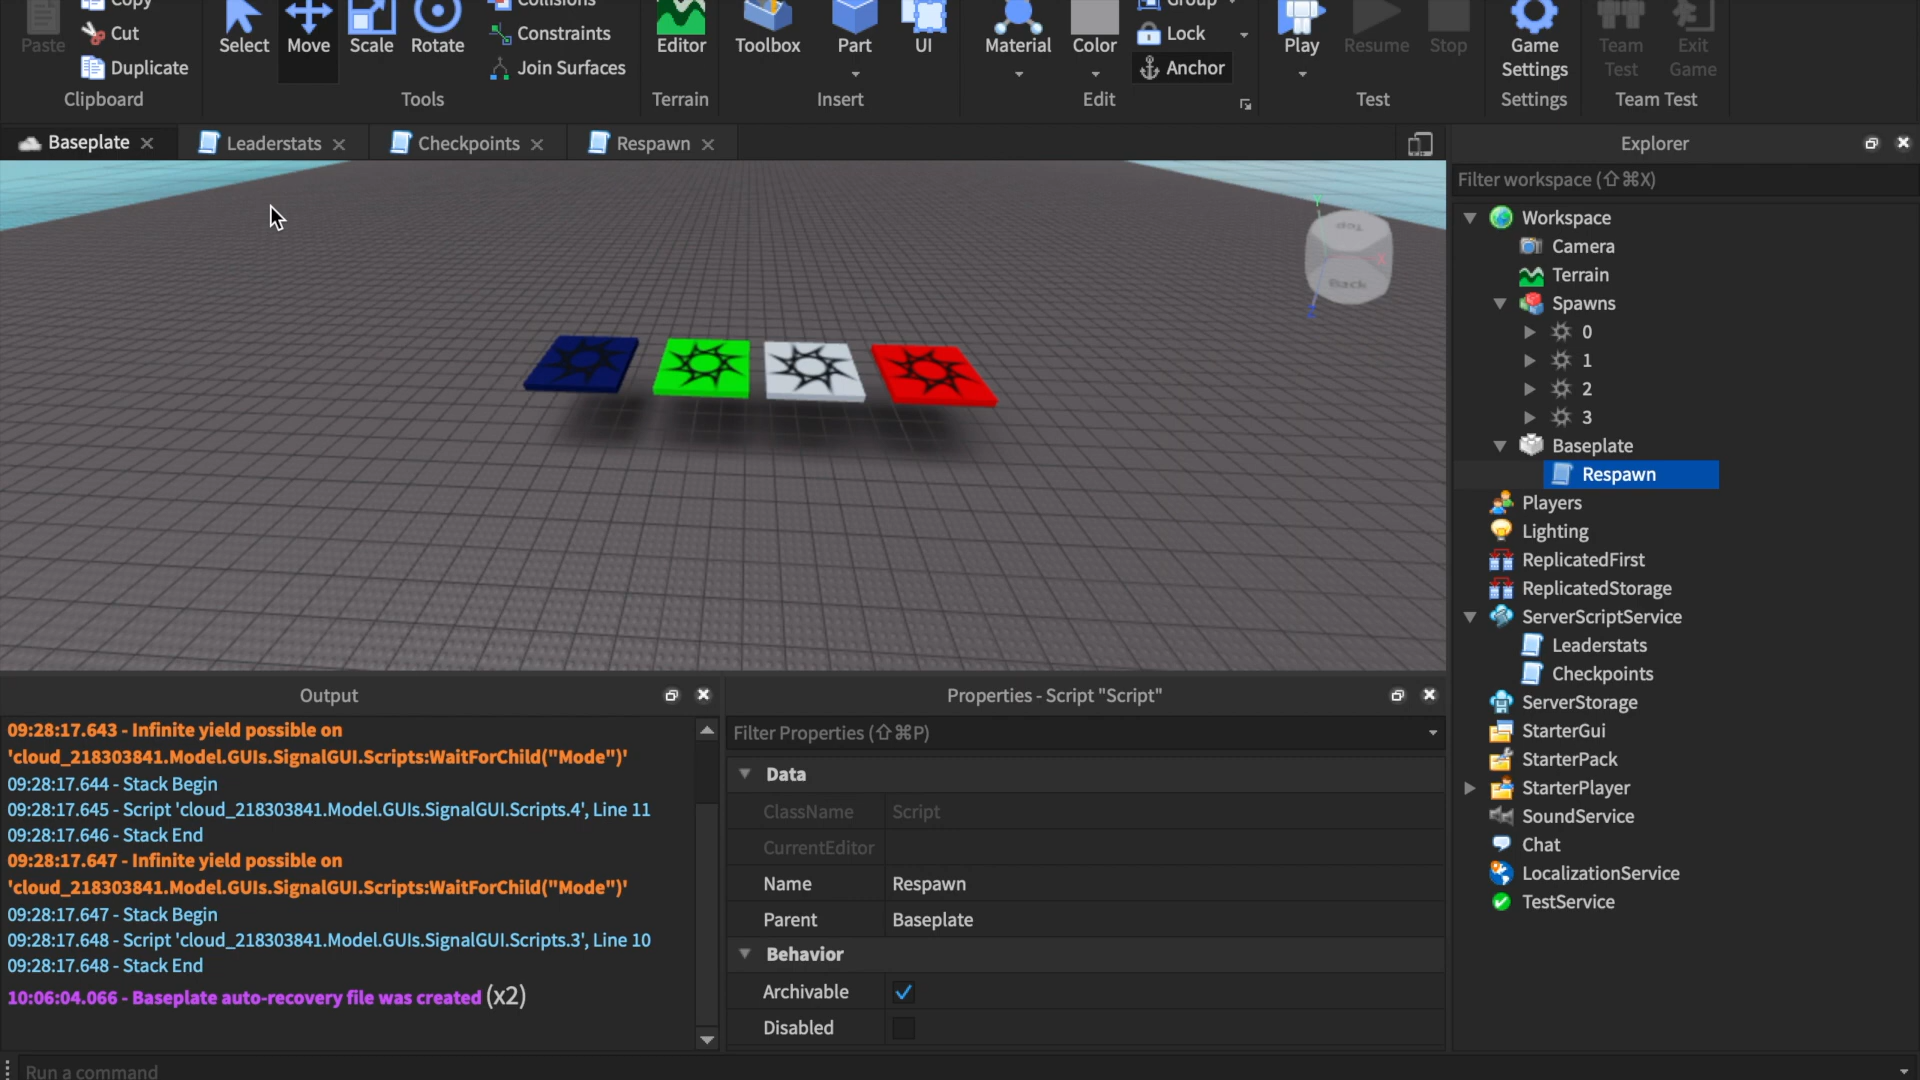 Copy
Cut
Duplicate
Paste
Clipboard
Select
Move
Scale
Rotate
Collisions
Constraints
Join Surfaces
Tools
Editor
Terrain
Toolbox
Part
UI
Insert
Material
Color
Group
Lock
Anchor
Edit
Play
Resume
Stop
Test
Game
Settings
Settings
Team
Test
Exit
Game
Team Test
Baseplate
Leaderstats
Checkpoints
Respawn
Top
Back
Y
X
Z
Explorer
Filter workspace (⇧⌘X)
Workspace
Camera
Terrain
Spawns
0
1
2
3
Baseplate
Respawn
Players
Lighting
ReplicatedFirst
ReplicatedStorage
ServerScriptService
Leaderstats
Checkpoints
ServerStorage
StarterGui
StarterPack
StarterPlayer
SoundService
Chat
LocalizationService
TestService
Output
09:28:17.643 - Infinite yield possible on
'cloud_218303841.Model.GUIs.SignalGUI.Scripts:WaitForChild("Mode")'
09:28:17.644 - Stack Begin
09:28:17.645 - Script 'cloud_218303841.Model.GUIs.SignalGUI.Scripts.4', Line 11
09:28:17.646 - Stack End
09:28:17.647 - Infinite yield possible on
'cloud_218303841.Model.GUIs.SignalGUI.Scripts:WaitForChild("Mode")'
09:28:17.647 - Stack Begin
09:28:17.648 - Script 'cloud_218303841.Model.GUIs.SignalGUI.Scripts.3', Line 10
09:28:17.648 - Stack End
10:06:04.066 - Baseplate auto-recovery file was created (x2)
Properties - Script "Script"
Filter Properties (⇧⌘P)
Data
ClassName Script
CurrentEditor
Name Respawn
Parent Baseplate
Behavior
Archivable
Disabled
Run a command